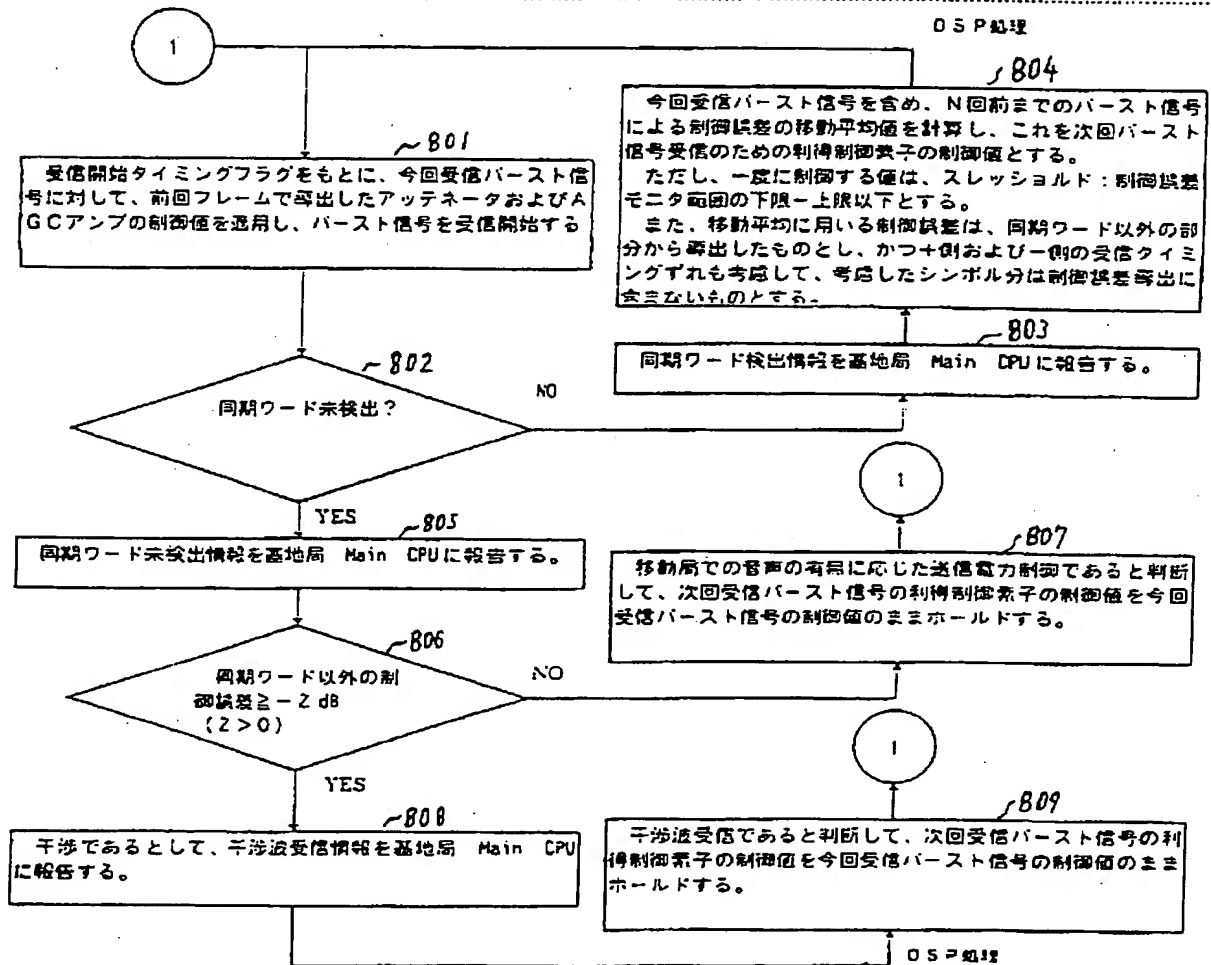 DSP処理
1
804
今回受信バースト信号を含め、N回前までのバースト信号
による制御誤差の移動平均値を計算し、これを次回バースト
信号受信のための利得制御素子の制御値とする。
ただし、一度に制御する値は、スレッショルド：制御誤差
モニタ範囲の下限－上限以下とする。
また、移動平均に用いる制御誤差は、同期ワード以外の部
分から導出したものとし、かつ＋側および－側の受信タイミ
ングずれも考慮して、考慮したシンボル分は制御誤差導出に
含まないものとする。
801
受信開始タイミングフラグをもとに、今回受信バースト信
号に対して、前回フレームで導出したアッテネータおよびA
GCアンプの制御値を適用し、バースト信号を受信開始する
803
同期ワード検出情報を基地局 Main CPUに報告する。
802
同期ワード未検出？
NO
YES
1
805
同期ワード未検出情報を基地局 Main CPUに報告する。
807
移動局での音声の有無に応じた送信電力制御であると判断
して、次回受信バースト信号の利得制御素子の制御値を今回
受信バースト信号の制御値のままホールドする。
806
同期ワード以外の制
御誤差≧－Z dB
(Z＞0)
NO
YES
1
808
干渉であるとして、干渉波受信情報を基地局 Main CPU
に報告する。
809
干渉波受信であると判断して、次回受信バースト信号の利
得制御素子の制御値を今回受信バースト信号の制御値のまま
ホールドする。
DSP処理